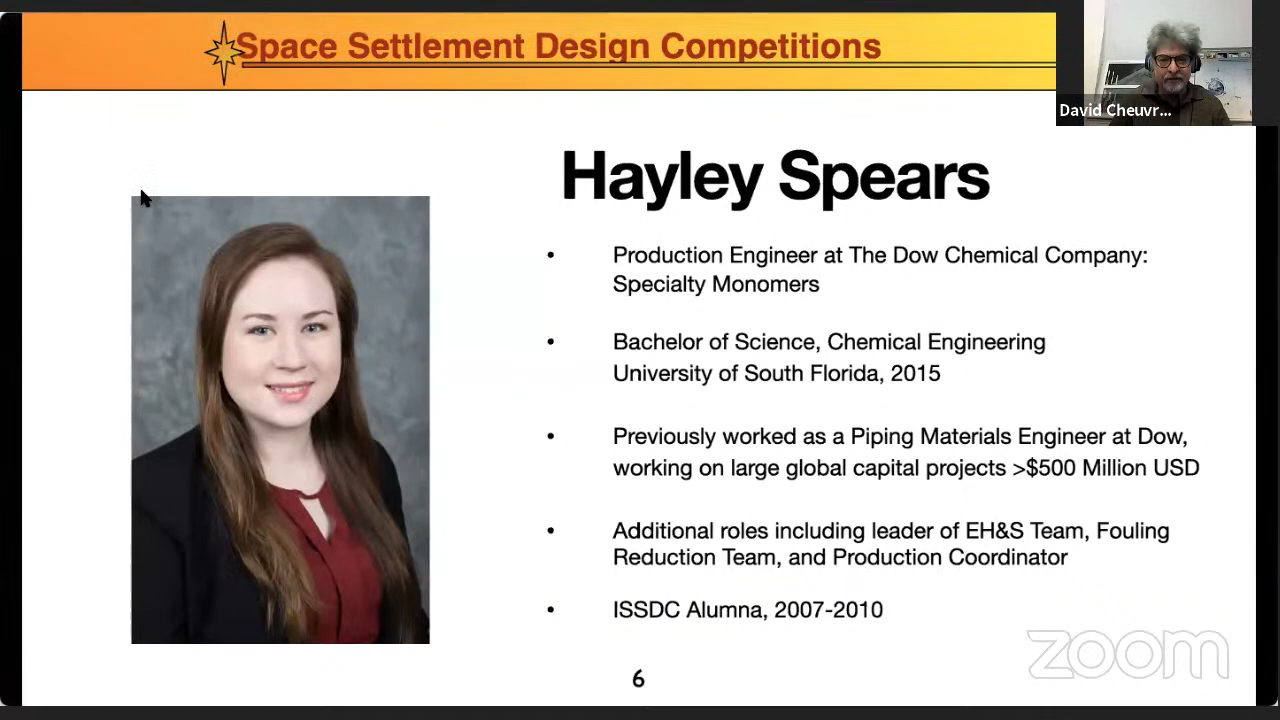 Space Settlement Design Competitions
David Cheuvr...
Hayley Spears
• Production Engineer at The Dow Chemical Company:
Specialty Monomers
• Bachelor of Science, Chemical Engineering
University of South Florida, 2015
• Previously worked as a Piping Materials Engineer at Dow,
working on large global capital projects >$500 Million USD
• Additional roles including leader of EH&S Team, Fouling
Reduction Team, and Production Coordinator
• ISSDC Alumna, 2007-2010
zoom
6